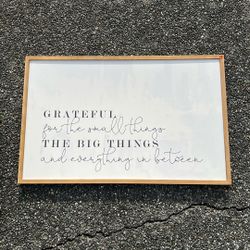 GRATEFUL
for the small things
THE BIG THINGS
and everything in between